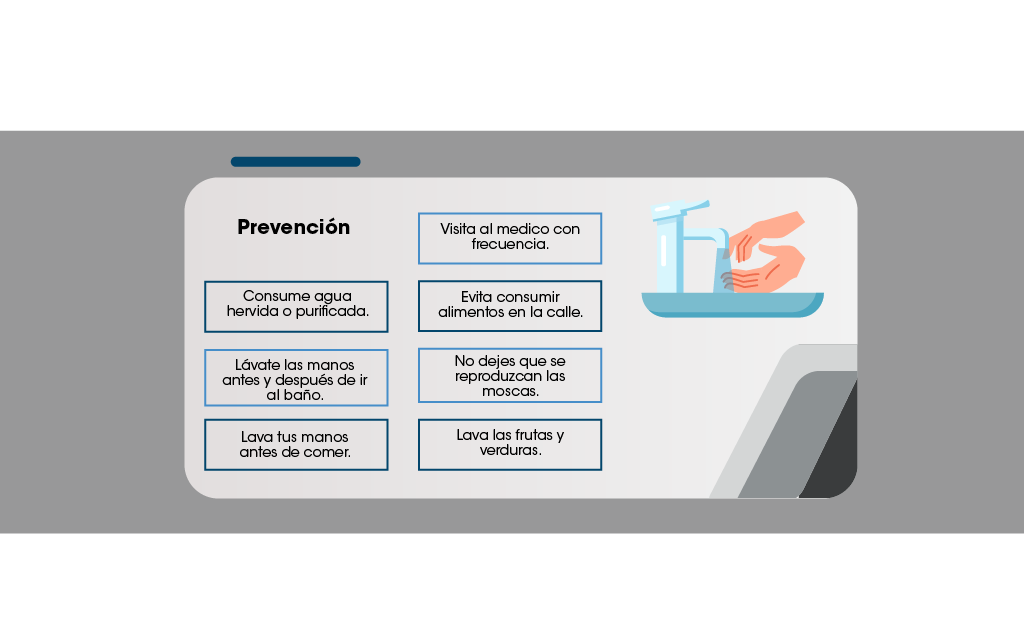 Prevención
Consume agua
hervida o purificada.
Lávate las manos
antes y después de ir
al baño.
Lava tus manos
antes de comer.
Visita al medico con
frecuencia.
Evita consumir
alimentos en la calle.
No dejes que se
reproduzcan las
moscas.
Lava las frutas y
verduras.